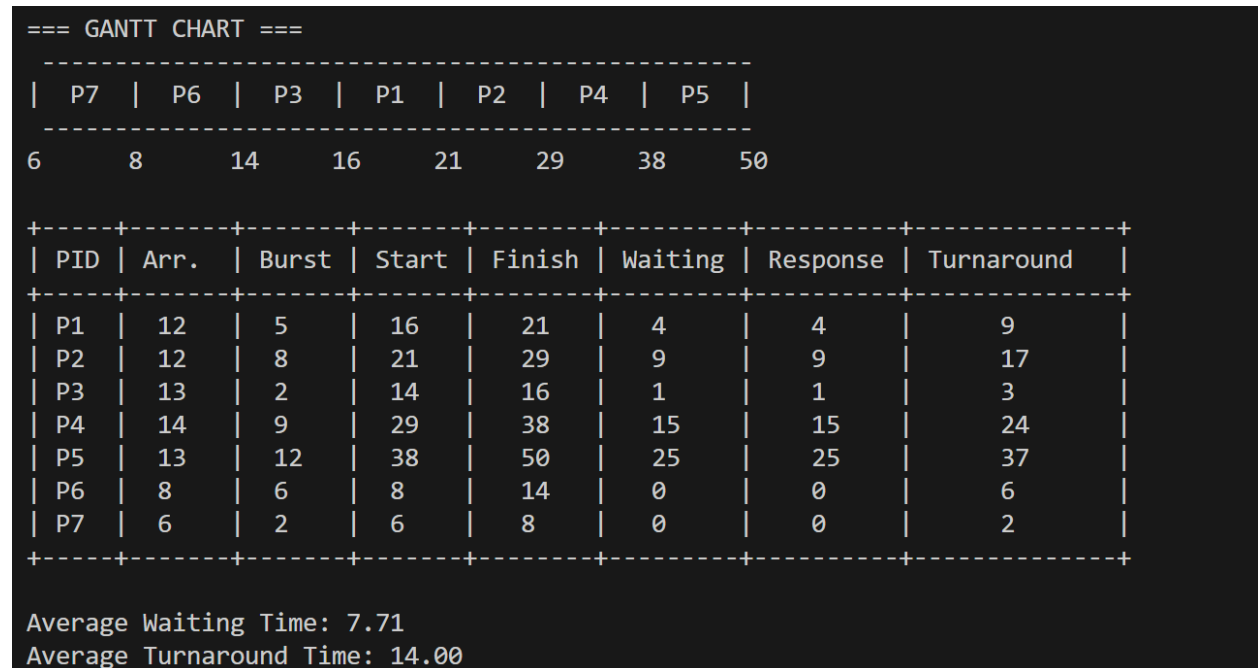 === GANTT CHART ===
-------------------------------------------------
|  P7  |  P6  |  P3  |  P1  |  P2  |  P4  |  P5  |
-------------------------------------------------
6      8      14     16     21     29     38     50
+-----+-------+-------+-------+--------+---------+----------+--------------+
| PID | Arr.  | Burst | Start | Finish | Waiting | Response | Turnaround   |
+-----+-------+-------+-------+--------+---------+----------+--------------+
| P1  |  12   |  5    |  16   |   21   |   4     |    4     |      9       |
| P2  |  12   |  8    |  21   |   29   |   9     |    9     |      17      |
| P3  |  13   |  2    |  14   |   16   |   1     |    1     |      3       |
| P4  |  14   |  9    |  29   |   38   |   15    |    15    |      24      |
| P5  |  13   |  12   |  38   |   50   |   25    |    25    |      37      |
| P6  |  8    |  6    |  8    |   14   |   0     |    0     |      6       |
| P7  |  6    |  2    |  6    |   8    |   0     |    0     |      2       |
+-----+-------+-------+-------+--------+---------+----------+--------------+
Average Waiting Time: 7.71
Average Turnaround Time: 14.00